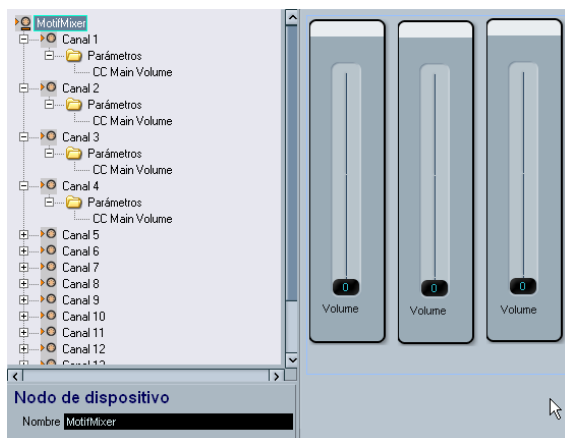 MotifMixer
Canal 1
Parámetros
CC Main Volume
Canal 2
Parámetros
CC Main Volume
Canal 3
Parámetros
CC Main Volume
Canal 4
Parámetros
CC Main Volume
Canal 5
Canal 6
Canal 7
Canal 8
Canal 9
Canal 10
Canal 11
Canal 12
Canal 13
Nodo de dispositivo
Nombre MotifMixer
0 0 0
Volume Volume Volume